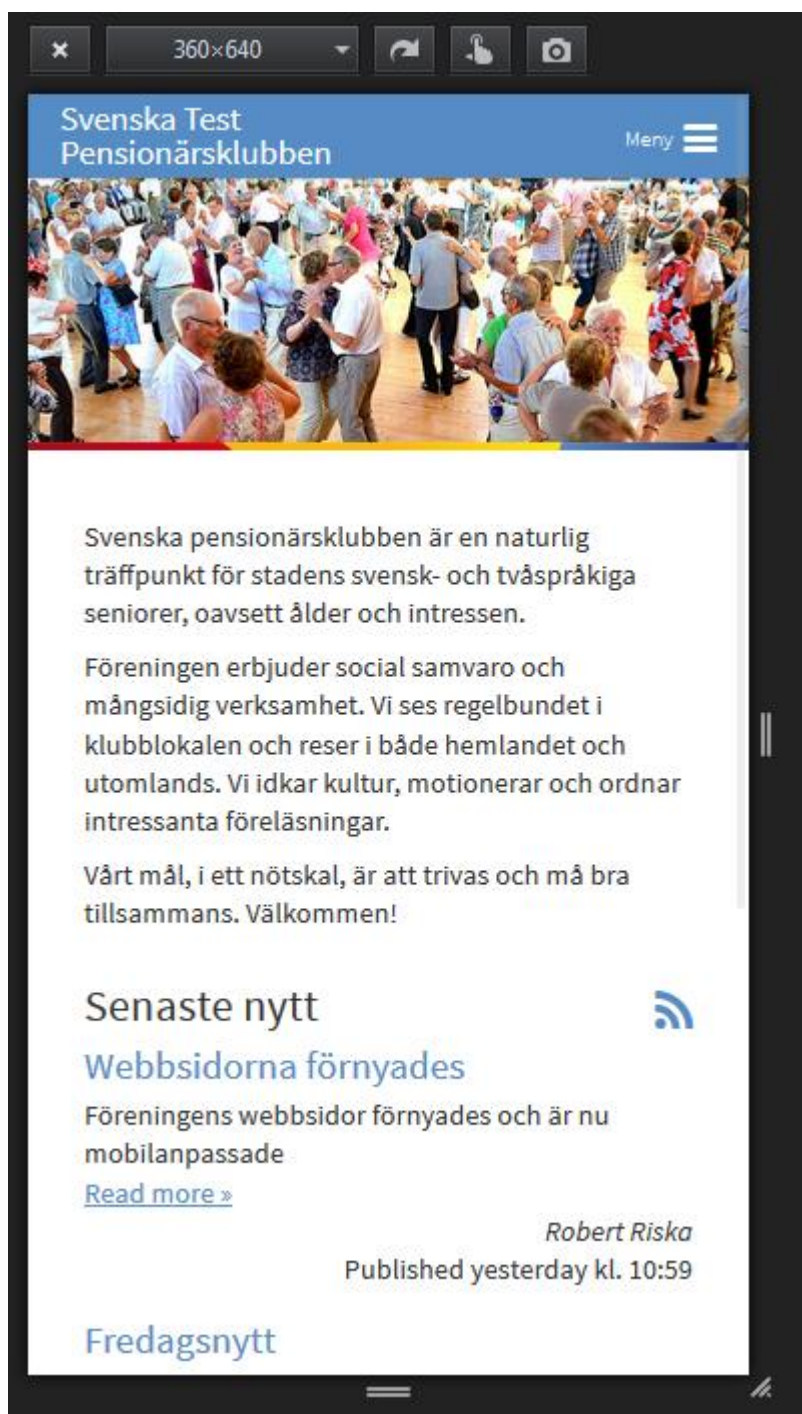 360×640
Svenska Test
Pensionärsklubben
Meny
Svenska pensionärsklubben är en naturlig
träffpunkt för stadens svensk- och tvåspråkiga
seniorer, oavsett ålder och intressen.
Föreningen erbjuder social samvaro och
mångsidig verksamhet. Vi ses regelbundet i
klubblokalen och reser i både hemlandet och
utomlands. Vi idkar kultur, motionerar och ordnar
intressanta föreläsningar.
Vårt mål, i ett nötskal, är att trivas och må bra
tillsammans. Välkommen!
Senaste nytt
Webbsidorna förnyades
Föreningens webbsidor förnyades och är nu
mobilanpassade
Read more »
Robert Riska
Published yesterday kl. 10:59
Fredagsnytt